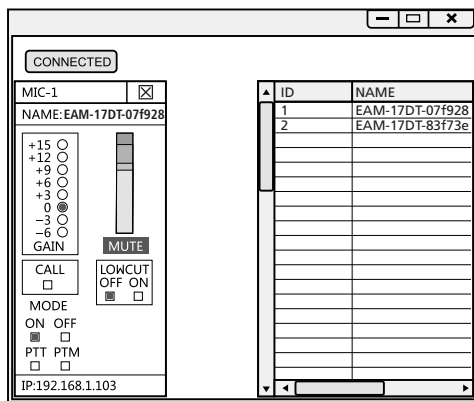 CONNECTED
MIC-1
NAME:EAM-17DT-07f928
+15
+12
+9
+6
+3
0
−3
−6
GAIN
MUTE
CALL
LOWCUT
OFF ON
MODE
ON OFF
PTT PTM
IP:192.168.1.103
ID NAME
1 EAM-17DT-07f928
2 EAM-17DT-83f73e